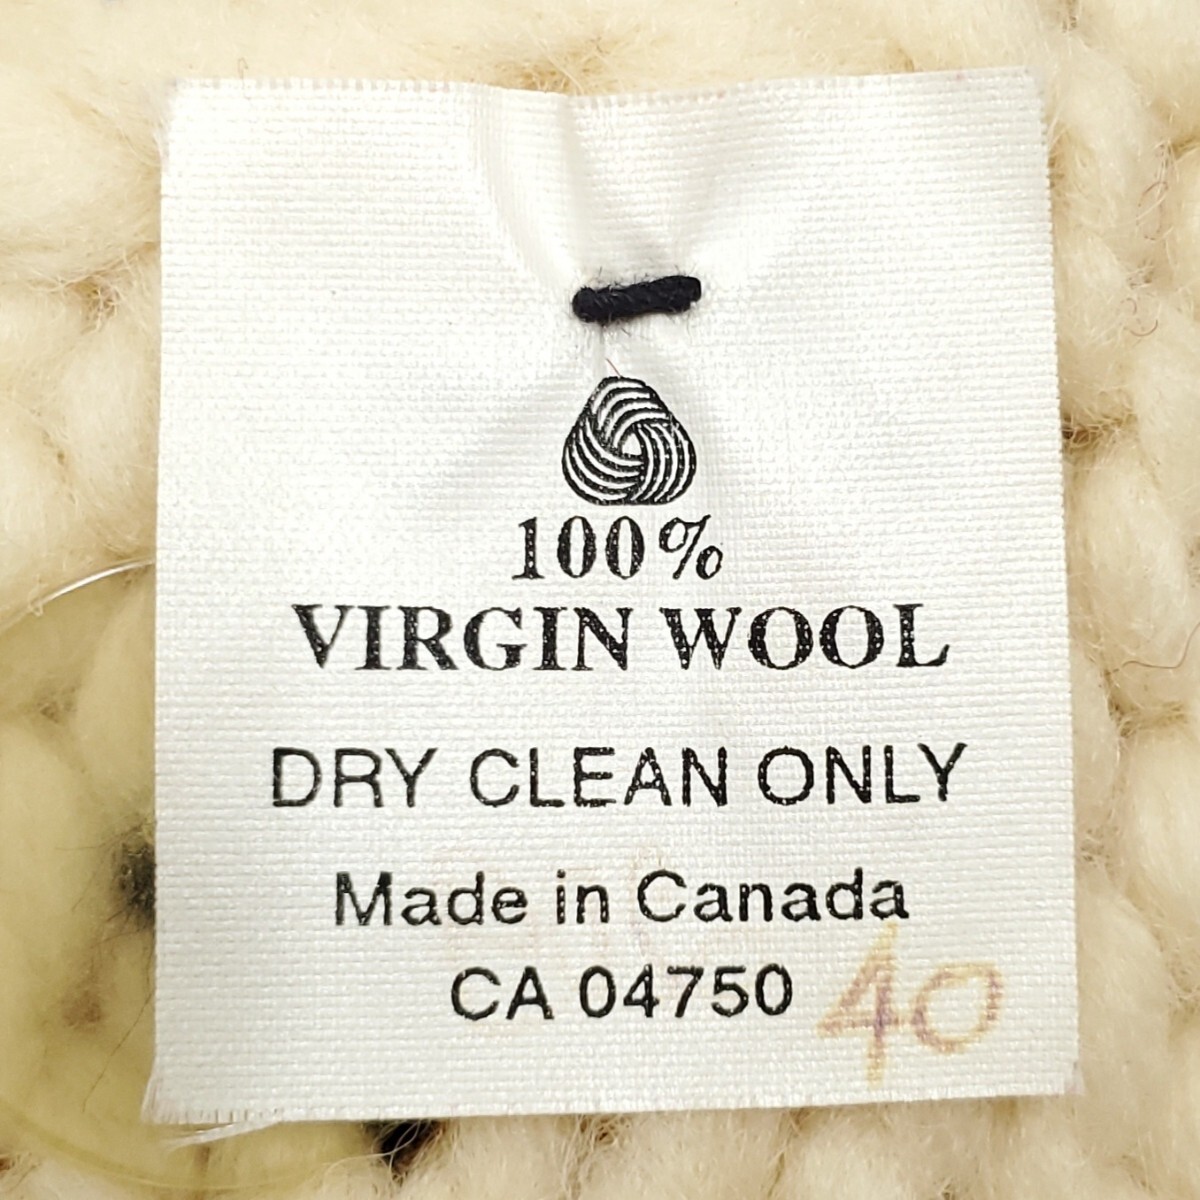 100%
VIRGIN WOOL
DRY CLEAN ONLY
Made in Canada
CA 04750 40